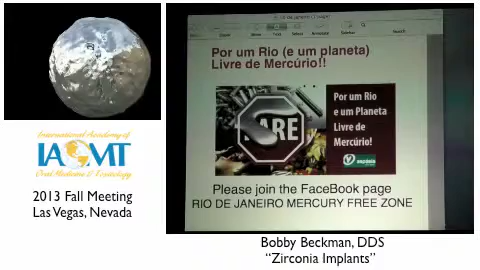 International Academy of
IAOMT
Oral Medicine & Toxicology
2013 Fall Meeting
Las Vegas, Nevada
Por um Rio (e um planeta)
Livre de Mercúrio!!
Por um Rio
e um Planeta
Livre de
Mercúrio!
Please join the FaceBook page
RIO DE JANEIRO MERCURY FREE ZONE
Bobby Beckman, DDS
“Zirconia Implants”